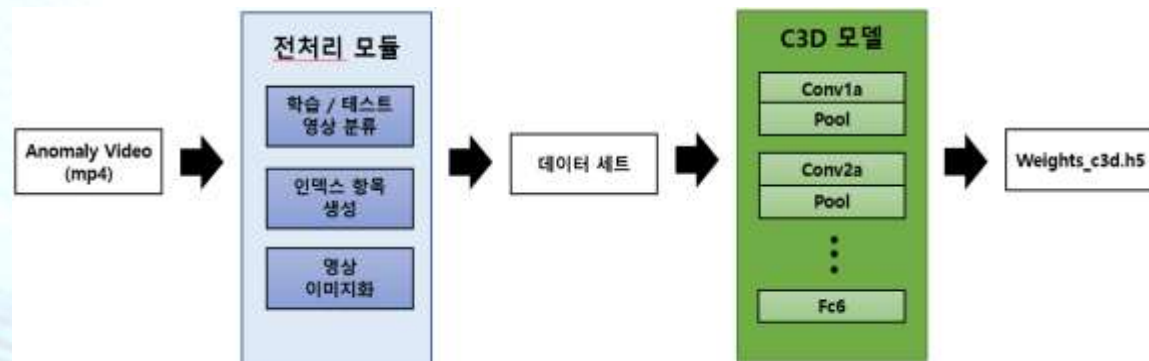 Anomaly Video
(mp4)
전처리 모듈
학습 / 테스트
영상 분류
인덱스 항목
생성
영상
이미지화
데이터 세트
C3D 모델
Conv1a
Pool
Conv2a
Pool
Fc6
Weights_c3d.h5